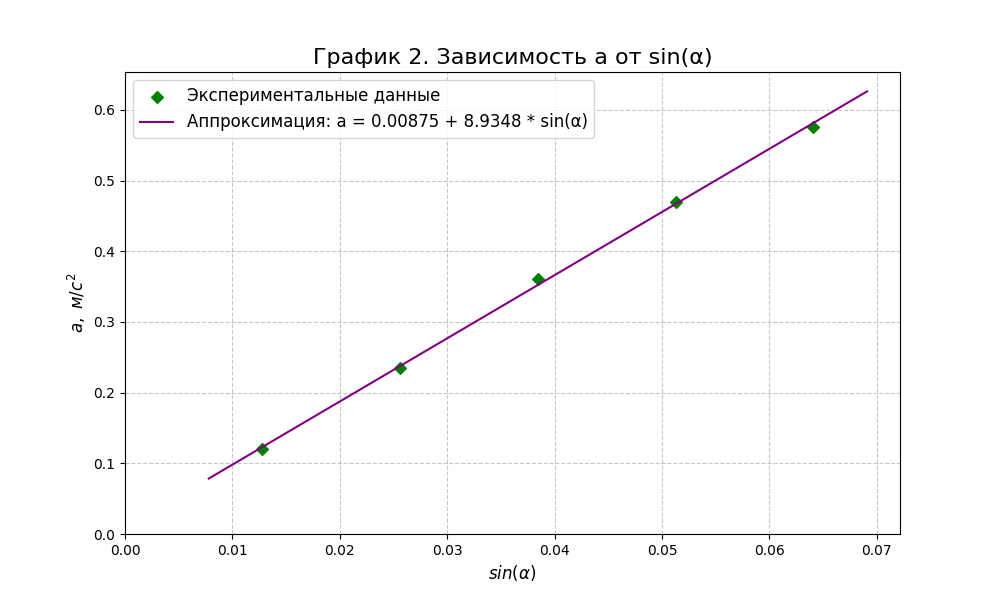 График 2. Зависимость a от sin(α)
Экспериментальные данные
Аппроксимация: a = 0.00875 + 8.9348 * sin(α)
a, м/с²
0.6
0.5
0.4
0.3
0.2
0.1
0.0
0.00 0.01 0.02 0.03 0.04 0.05 0.06 0.07
sin(α)